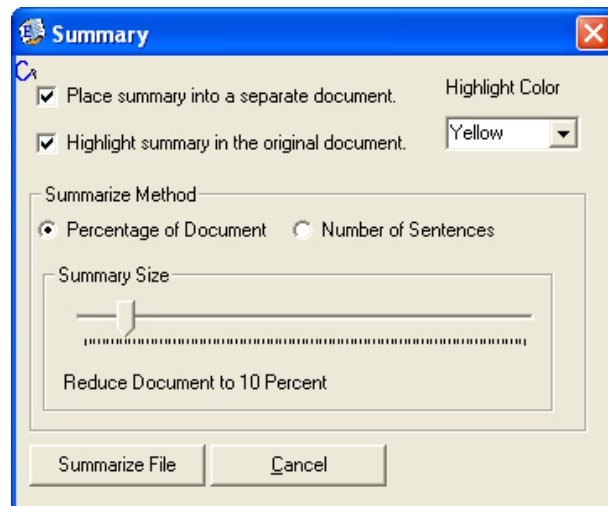 Summary
Place summary into a separate document.
Highlight Color
Highlight summary in the original document.
Yellow
Summarize Method
Percentage of Document Number of Sentences
Summary Size
Reduce Document to 10 Percent
Summarize File Cancel